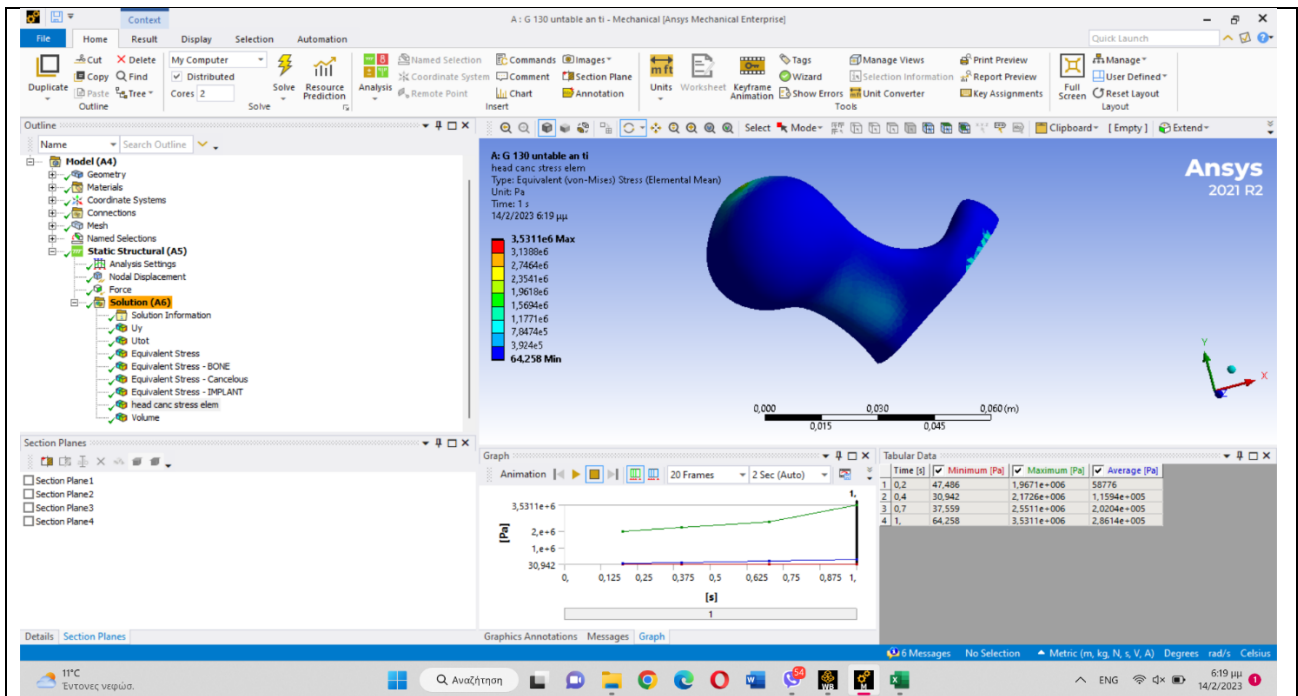 Context
A : G 130 untable an ti - Mechanical [Ansys Mechanical Enterprise]
File Home Result Display Selection Automation
Quick Launch
Duplicate
Cut
Copy
Paste
Delete
Find
Tree
Outline
My Computer
Distributed
Cores 2
Solve
Resource Prediction
Solve
Analysis
Named Selection
Coordinate System
Remote Point
Commands
Comment
Chart
Images
Section Plane
Annotation
Insert
Units
Worksheet
Keyframe Animation
Tags
Wizard
Show Errors
Manage Views
Selection Information
Unit Converter
Print Preview
Report Preview
Key Assignments
Tools
Full Screen
Manage
User Defined
Reset Layout
Layout
Outline
Name Search Outline
Model (A4)
Geometry
Materials
Coordinate Systems
Connections
Mesh
Named Selections
Static Structural (A5)
Analysis Settings
Nodal Displacement
Force
Solution (A6)
Solution Information
Uy
Utot
Equivalent Stress
Equivalent Stress - BONE
Equivalent Stress - Cancelous
Equivalent Stress - IMPLANT
head canc stress elem
Volume
Section Planes
Section Plane1
Section Plane2
Section Plane3
Section Plane4
Details Section Planes
Select Mode Clipboard [ Empty ] Extend
A: G 130 untable an ti
head canc stress elem
Type: Equivalent (von-Mises) Stress (Elemental Mean)
Unit: Pa
Time: 1 s
14/2/2023 6:19 μμ
3,5311e6 Max
3,1388e6
2,7464e6
2,3541e6
1,9618e6
1,5694e6
1,1771e6
7,8474e5
3,924e5
64,258 Min
Ansys
2021 R2
Y
X
Z
0,000 0,030 0,060 (m)
0,015 0,045
Graph
Animation 20 Frames 2 Sec (Auto)
1,
3,5311e+6
2,e+6
1,e+6
30,942
[Pa]
0, 0,125 0,25 0,375 0,5 0,625 0,75 0,875 1,
[s]
1
Graphics Annotations Messages Graph
Tabular Data
Time [s] Minimum [Pa] Maximum [Pa] Average [Pa]
1 0,2 47,486 1,9671e+006 58776
2 0,4 30,942 2,1726e+006 1,1594e+005
3 0,7 37,559 2,5511e+006 2,0204e+005
4 1, 64,258 3,5311e+006 2,8614e+005
6 Messages No Selection Metric (m, kg, N, s, V, A) Degrees rad/s Celsius
11°C
Έντονες νεφώσ.
Αναζήτηση
54
WB
M
ENG
6:19 μμ
14/2/2023
1